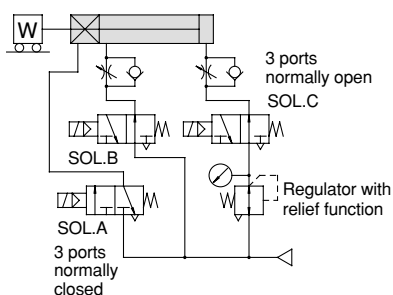 W
3 ports
normally open
SOL.C
SOL.B
Regulator with
relief function
SOL.A
3 ports
normally
closed
W